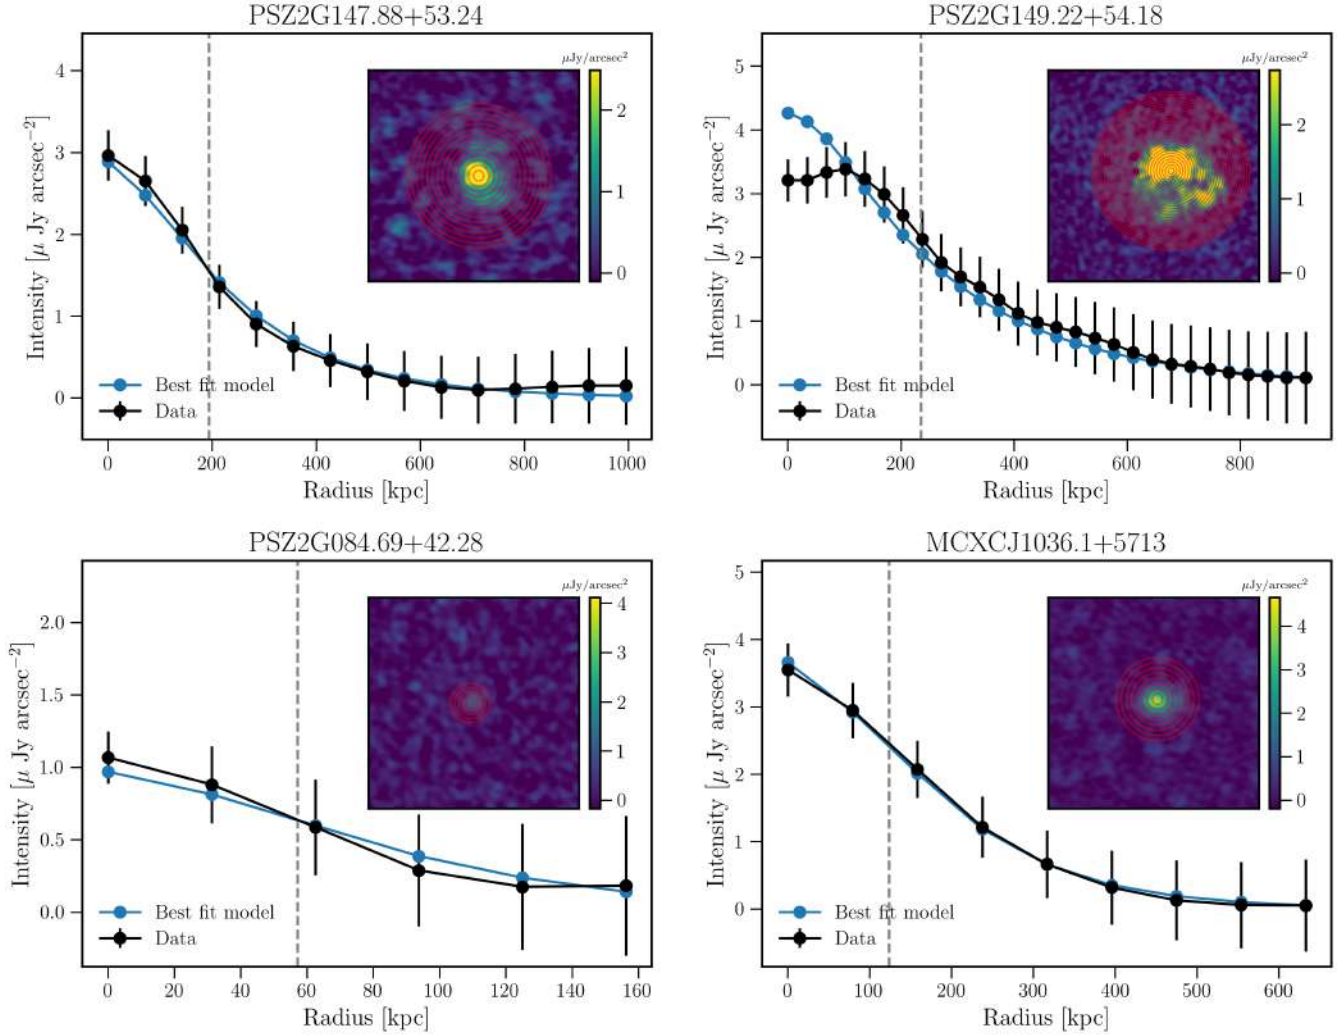 PSZ2G147.88+53.24
μJy/arcsec²
4
3
2
1
0
2
1
0
Intensity [μ Jy arcsec⁻²]
Best fit model
Data
0 200 400 600 800 1000
Radius [kpc]
PSZ2G149.22+54.18
μJy/arcsec²
5
4
3
2
1
0
2
1
0
Intensity [μ Jy arcsec⁻²]
Best fit model
Data
0 200 400 600 800
Radius [kpc]
PSZ2G084.69+42.28
μJy/arcsec²
2.0
1.5
1.0
0.5
0.0
4
3
2
1
0
Intensity [μ Jy arcsec⁻²]
Best fit model
Data
0 20 40 60 80 100 120 140 160
Radius [kpc]
MCXCJ1036.1+5713
μJy/arcsec²
5
4
3
2
1
0
4
3
2
1
0
Intensity [μ Jy arcsec⁻²]
Best fit model
Data
0 100 200 300 400 500 600
Radius [kpc]